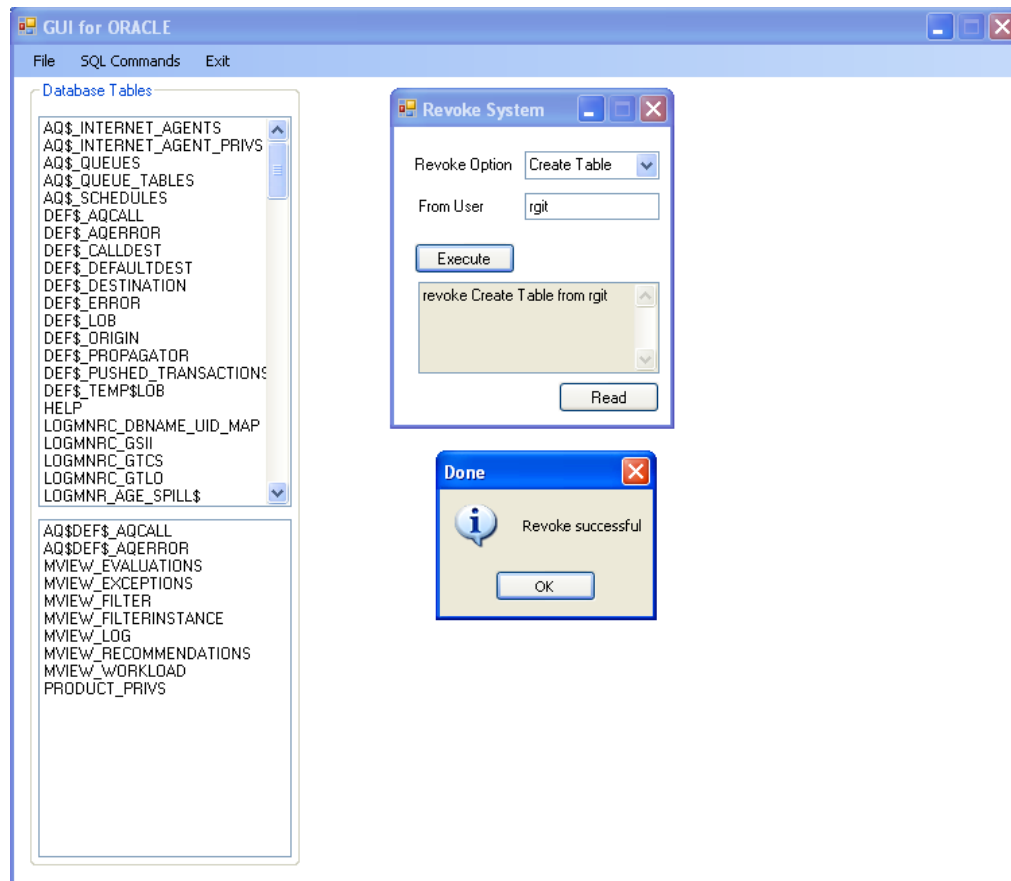 GUI for ORACLE
File SQL Commands Exit
Database Tables
AQ$_INTERNET_AGENTS
AQ$_INTERNET_AGENT_PRIVS
AQ$_QUEUES
AQ$_QUEUE_TABLES
AQ$_SCHEDULES
DEF$_AQCALL
DEF$_AQERROR
DEF$_CALLDEST
DEF$_DEFAULTDEST
DEF$_DESTINATION
DEF$_ERROR
DEF$_LOB
DEF$_ORIGIN
DEF$_PROPAGATOR
DEF$_PUSHED_TRANSACTIONS
DEF$_TEMP$LOB
HELP
LOGMNRC_DBNAME_UID_MAP
LOGMNRC_GSII
LOGMNRC_GTCS
LOGMNRC_GTLO
LOGMNR_AGE_SPILL$
AQ$DEF$_AQCALL
AQ$DEF$_AQERROR
MVIEW_EVALUATIONS
MVIEW_EXCEPTIONS
MVIEW_FILTER
MVIEW_FILTERINSTANCE
MVIEW_LOG
MVIEW_RECOMMENDATIONS
MVIEW_WORKLOAD
PRODUCT_PRIVS
Revoke System
Revoke Option Create Table
From User rgit
Execute
revoke Create Table from rgit
Read
Done
Revoke successful
OK